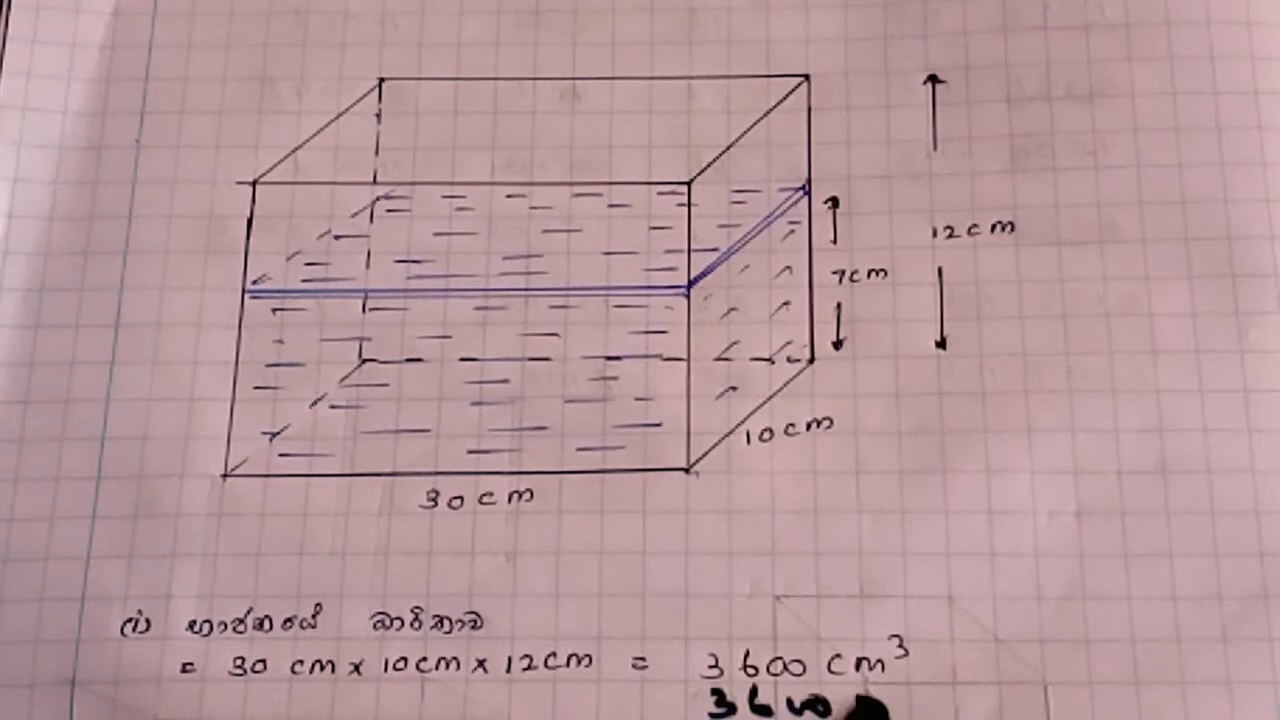 12cm
7cm
10cm
30cm
(i) භාජනයේ ධාරිතාව
= 30 cm x 10cm x 12cm = 3600 cm³